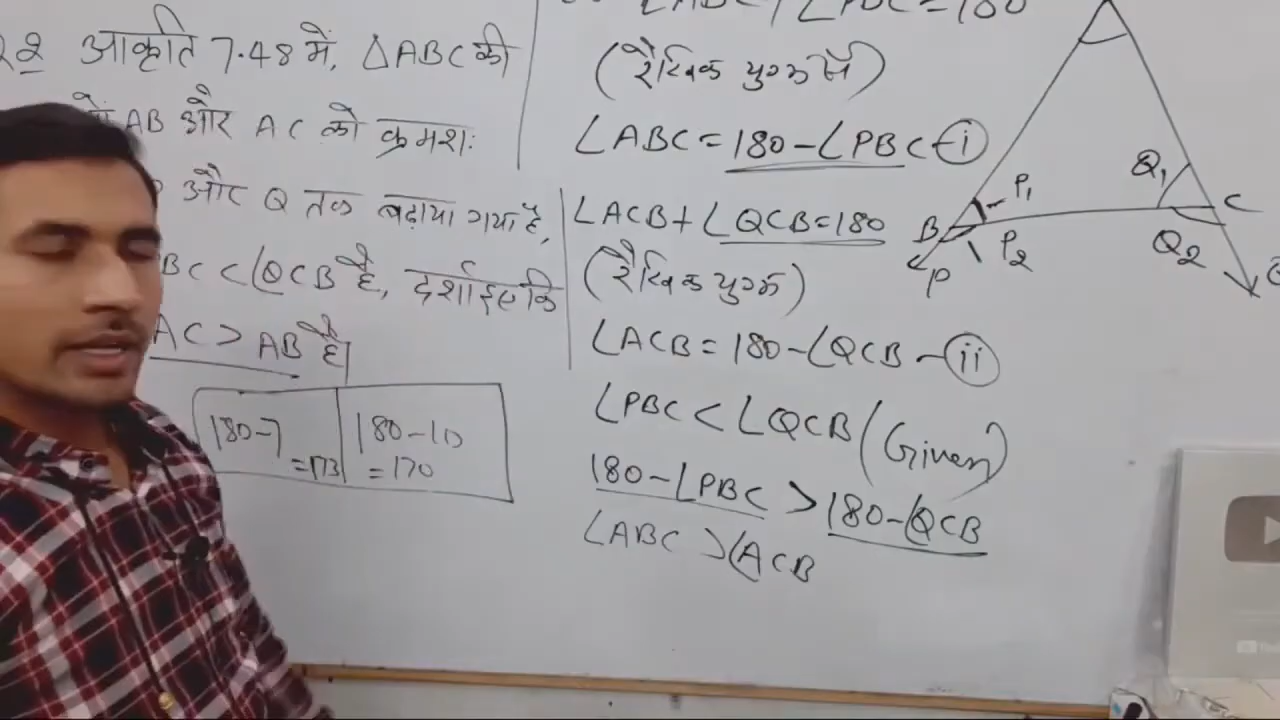 2 आकृति 7.48 में, △ABC की
AB और AC को क्रमशः
और Q तक बढ़ाया गया है,
BC < ∠QCB है, दर्शाइए कि
AC > AB है।
180-7
=173
180-10
=170
(रैखिक युग्म से)
∠ABC = 180 - ∠PBC - i
∠ACB + ∠QCB = 180
(रैखिक युग्म)
∠ACB = 180 - ∠QCB - ii
∠PBC < ∠QCB (Given)
180 - ∠PBC > 180 - ∠QCB
∠ABC > ∠ACB
Q1
P1
C
B
P2
Q2
P